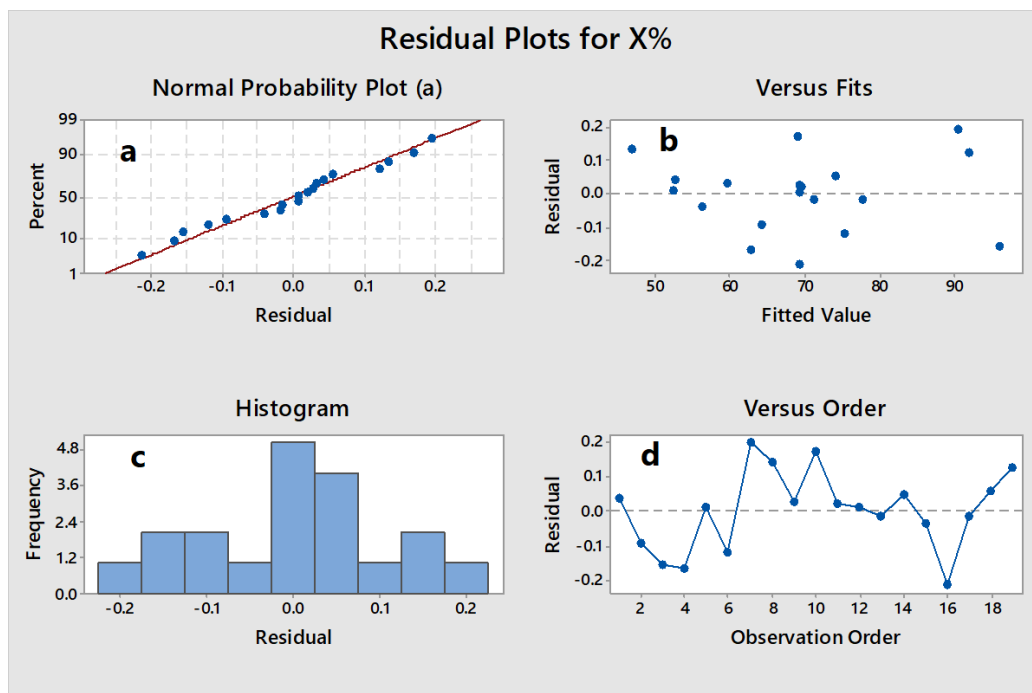 Residual Plots for X%
Normal Probability Plot (a)
Percent
99
90
50
10
1
a
-0.2
-0.1
0.0
0.1
0.2
Residual
Versus Fits
Residual
0.2
0.1
0.0
-0.1
-0.2
b
50
60
70
80
90
Fitted Value
Histogram
Frequency
4.8
3.6
2.4
1.2
0.0
c
-0.2
-0.1
0.0
0.1
0.2
Residual
Versus Order
Residual
0.2
0.1
0.0
-0.1
-0.2
d
2
4
6
8
10
12
14
16
18
Observation Order